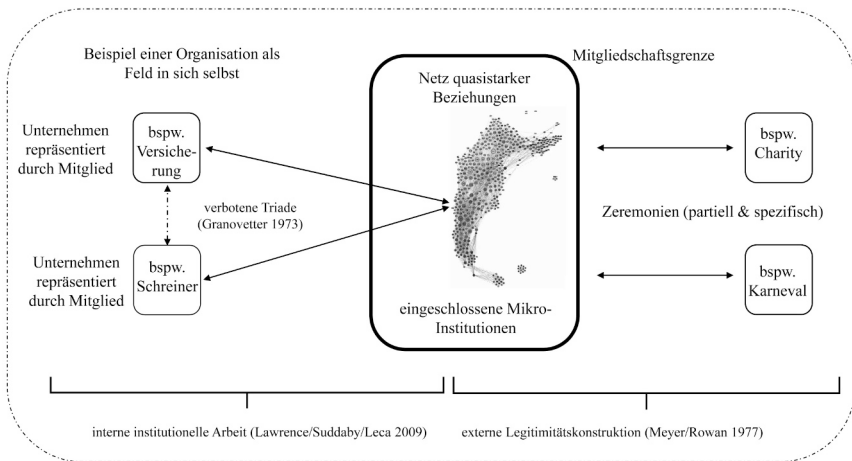 Beispiel einer Organisation als
Feld in sich selbst
Mitgliedschaftsgrenze
Netz quasistarker
Beziehungen
Unternehmen
repräsentiert
durch Mitglied
bspw.
Versiche-
rung
bspw.
Charity
verbotene Triade
(Granovetter 1973)
Zeremonien (partiell & spezifisch)
Unternehmen
repräsentiert
durch Mitglied
bspw.
Schreiner
bspw.
Karneval
eingeschlossene Mikro-
Institutionen
interne institutionelle Arbeit (Lawrence/Suddaby/Leca 2009)
externe Legitimitätskonstruktion (Meyer/Rowan 1977)